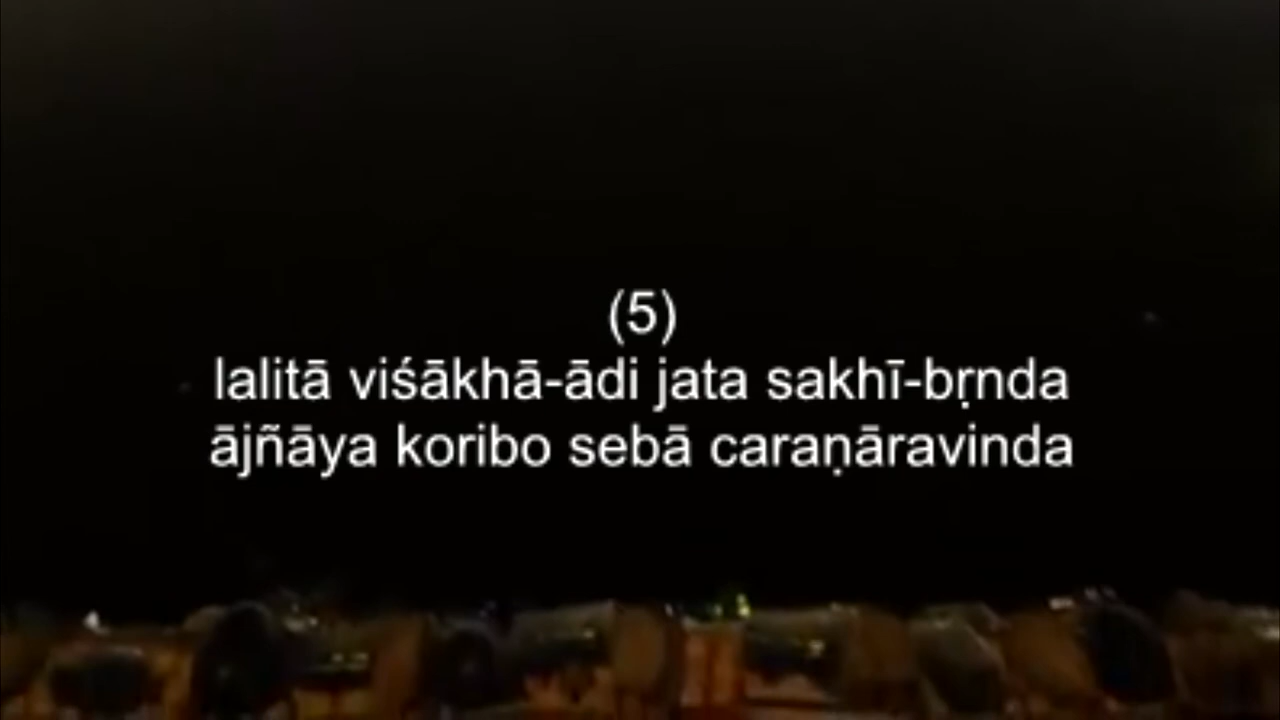 (5)
lalitā viśākhā-ādi jata sakhī-bṛnda
ājñāya koribo sebā caraṇāravinda